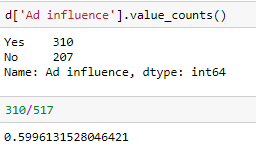 d['Ad influence'].value_counts()
Yes    310
No     207
Name: Ad influence, dtype: int64
310/517
0.5996131528046421